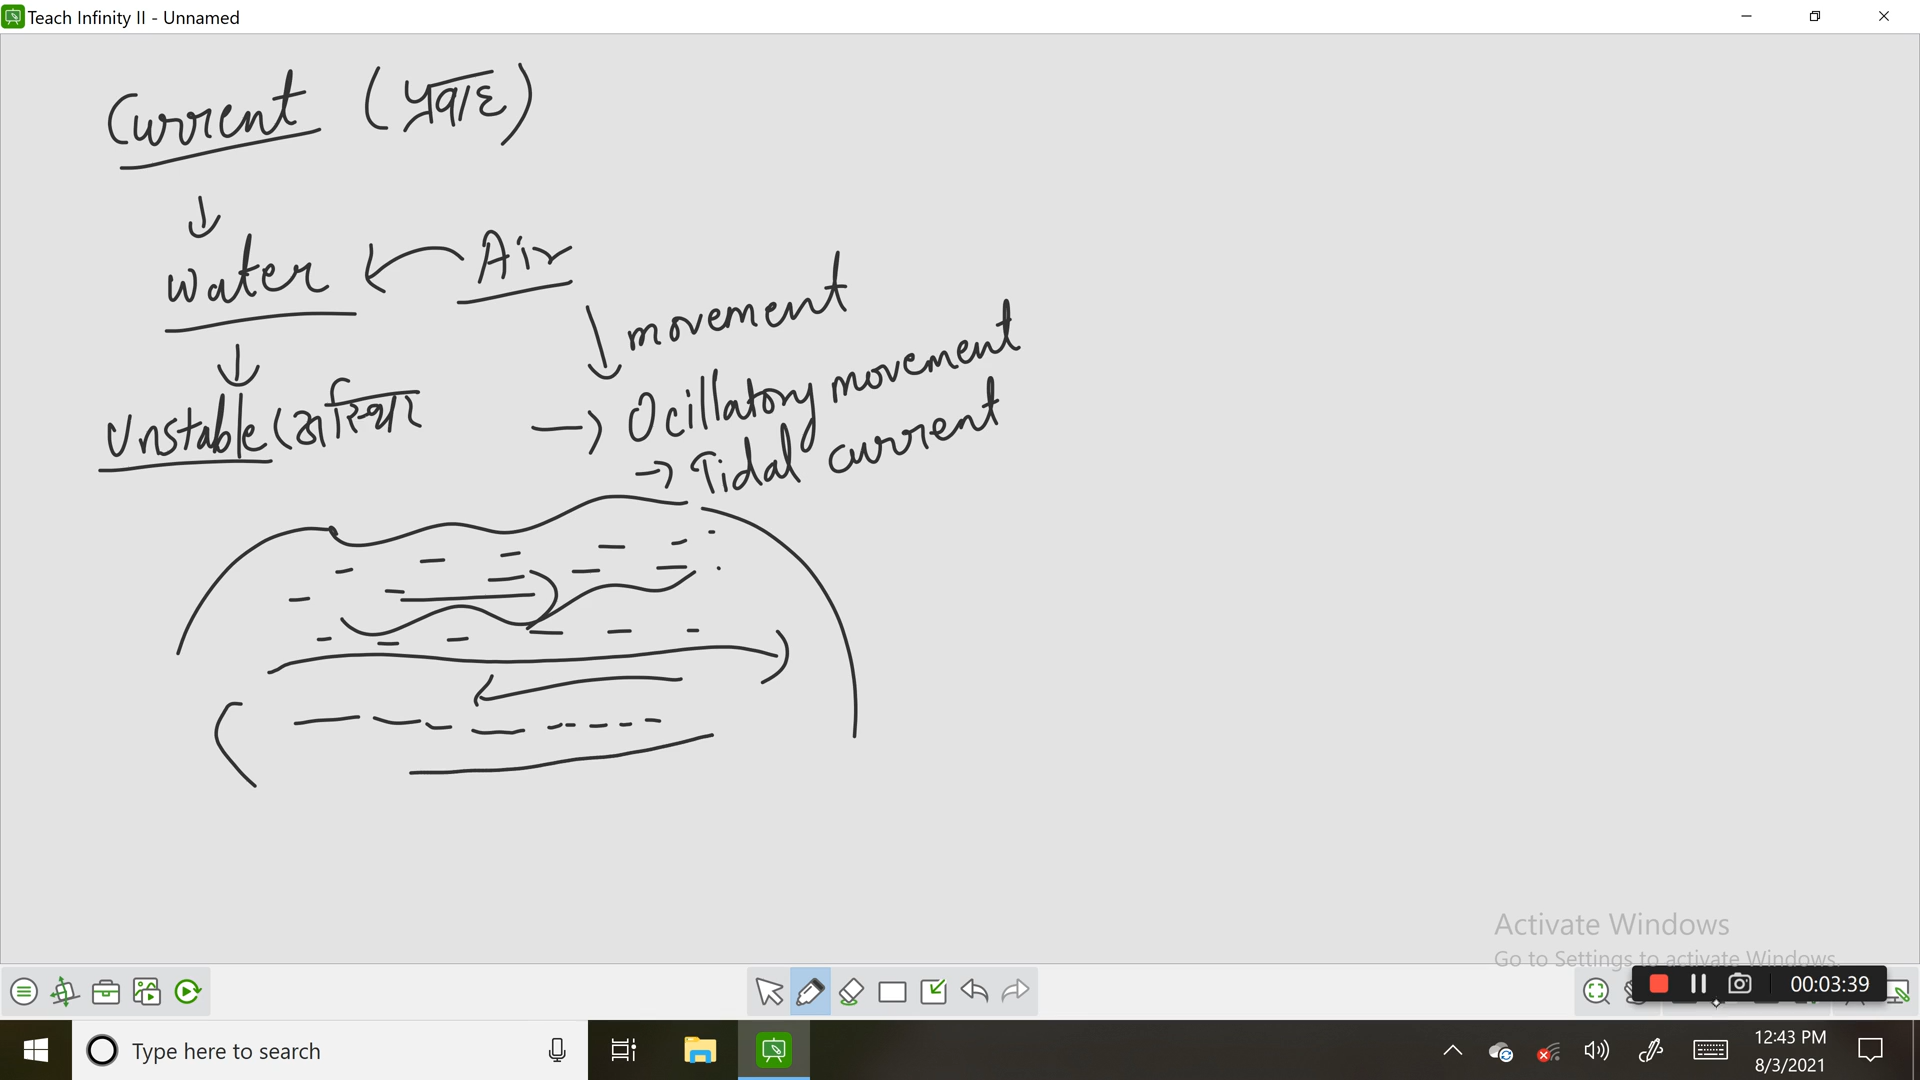 Teach Infinity II - Unnamed
Current (प्रवाह)
Water Air
movement
Unstable (अस्थिर
Ocillatory movement
Tidal current
Activate Windows
Go to Settings to activate Windows.
00:03:39
Type here to search
12:43 PM
8/3/2021